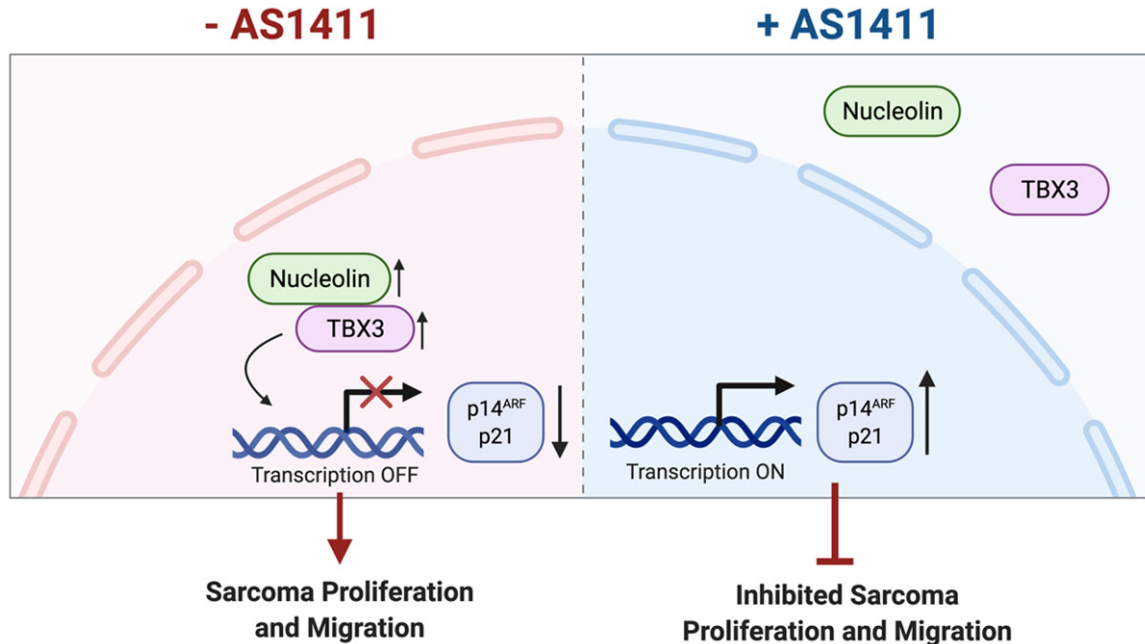 - AS1411
+ AS1411
Nucleolin
TBX3
Transcription OFF
p14ᴬᴿᶠ
p21
Sarcoma Proliferation
and Migration
Nucleolin
TBX3
Transcription ON
p14ᴬᴿᶠ
p21
Inhibited Sarcoma
Proliferation and Migration